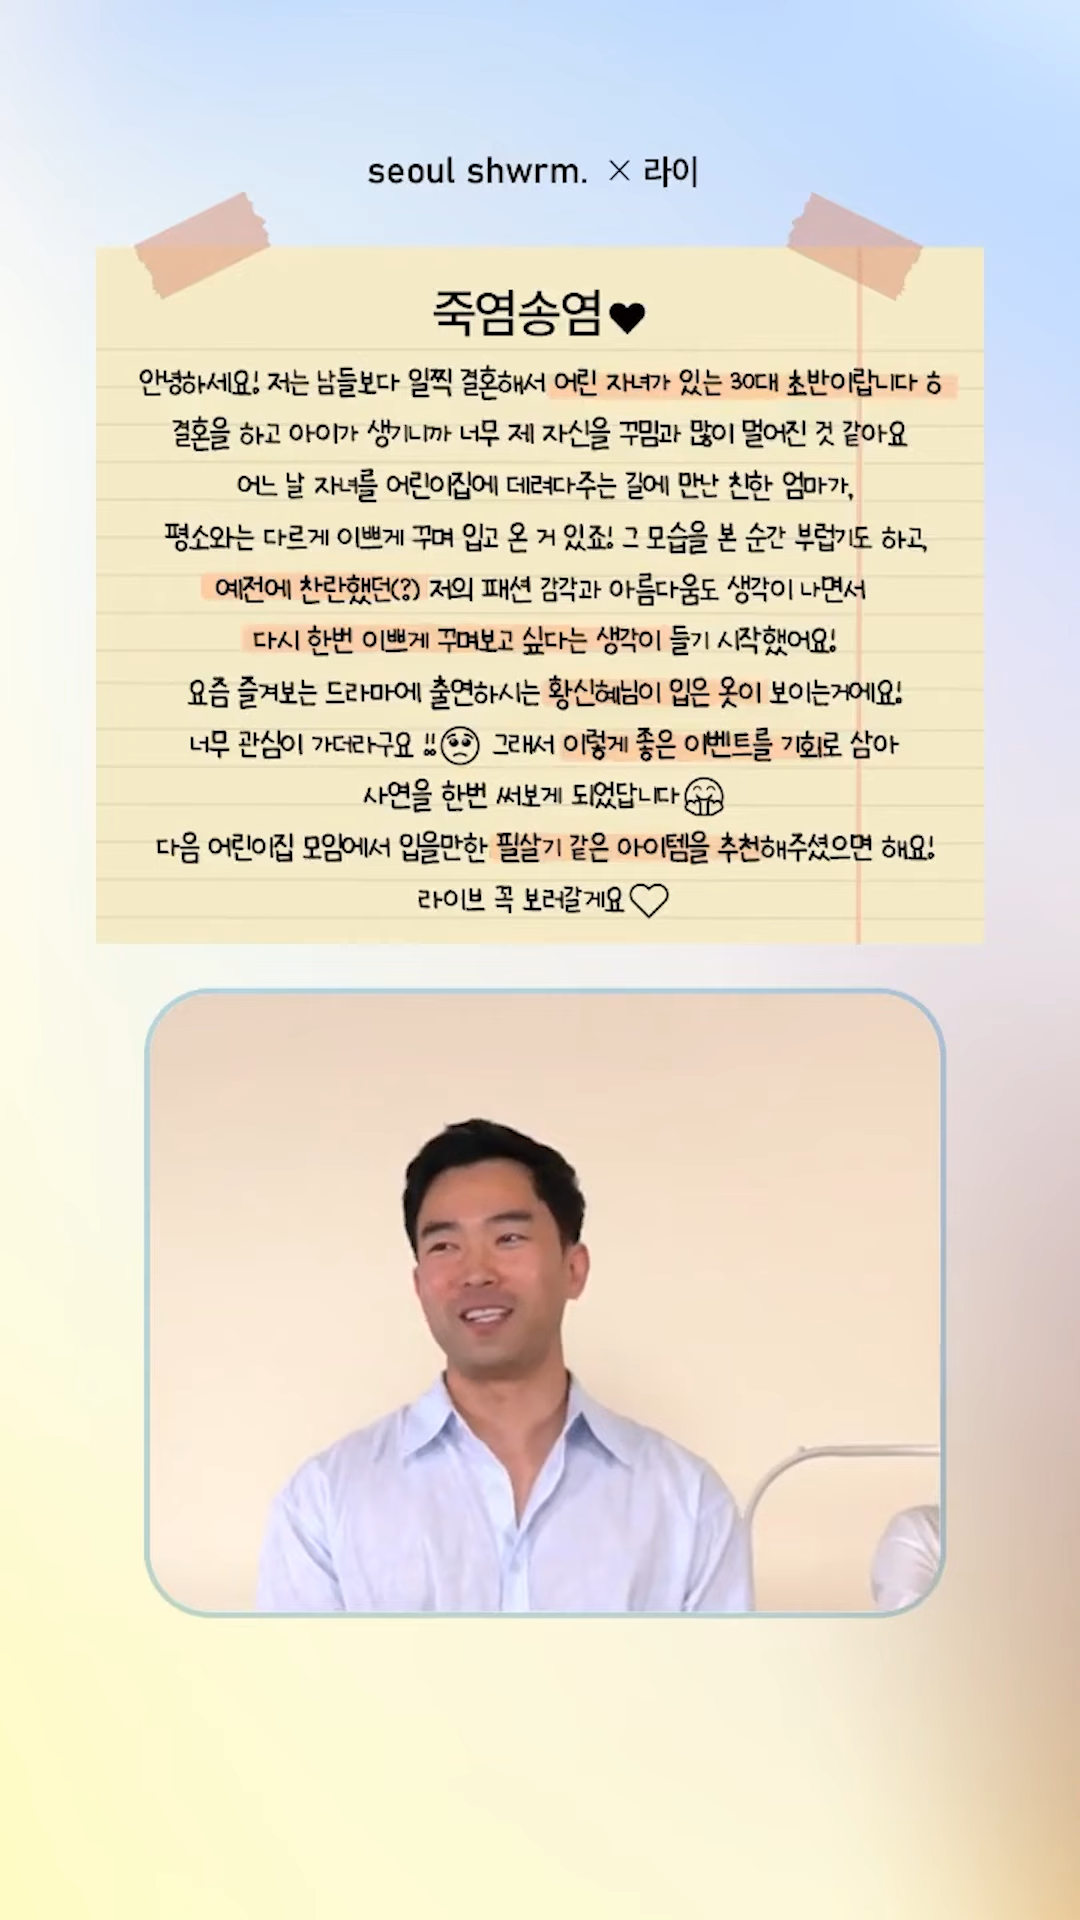 seoul shwrm. × 라이
죽염송염♥
안녕하세요! 저는 남들보다 일찍 결혼해서 어린 자녀가 있는 30대 초반이랍니다 ㅎ
결혼을 하고 아이가 생기니까 너무 제 자신을 꾸밈과 많이 멀어진 것 같아요
어느 날 자녀를 어린이집에 데려다주는 길에 만난 친한 엄마가,
평소와는 다르게 이쁘게 꾸며 입고 온 거 있죠! 그 모습을 본 순간 부럽기도 하고,
예전에 찬란했던(?) 저의 패션 감각과 아름다움도 생각이 나면서
다시 한번 이쁘게 꾸며보고 싶다는 생각이 들기 시작했어요!
요즘 즐겨보는 드라마에 출연하시는 황신혜님이 입은 옷이 보이는거에요!
너무 관심이 가더라구요 !!🥺 그래서 이렇게 좋은 이벤트를 기회로 삼아
사연을 한번 써보게 되었답니다🤗
다음 어린이집 모임에서 입을만한 필살기 같은 아이템을 추천해주셨으면 해요!
라이브 꼭 보러갈게요♡